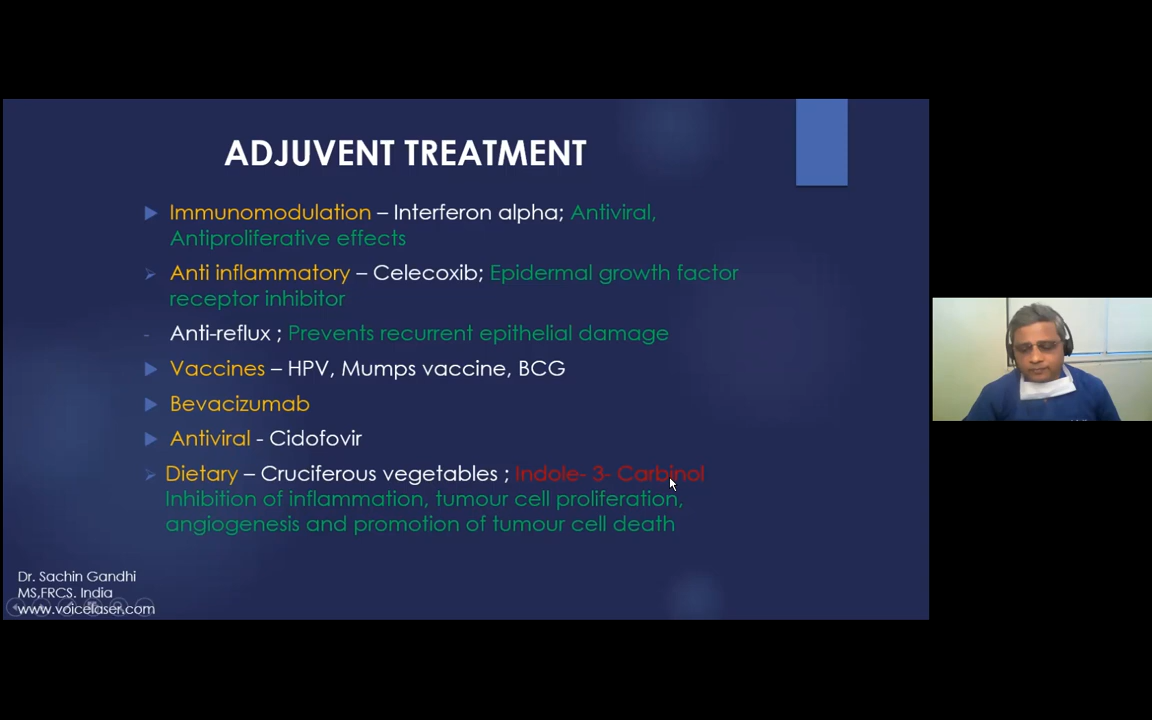 ADJUVENT TREATMENT
Immunomodulation – Interferon alpha; Antiviral,
Antiproliferative effects
Anti inflammatory – Celecoxib; Epidermal growth factor
receptor inhibitor
- Anti-reflux ; Prevents recurrent epithelial damage
Vaccines – HPV, Mumps vaccine, BCG
Bevacizumab
Antiviral - Cidofovir
Dietary – Cruciferous vegetables ; Indole- 3- Carbinol
Inhibition of inflammation, tumour cell proliferation,
angiogenesis and promotion of tumour cell death
Dr. Sachin Gandhi
MS,FRCS. India
www.voicelaser.com